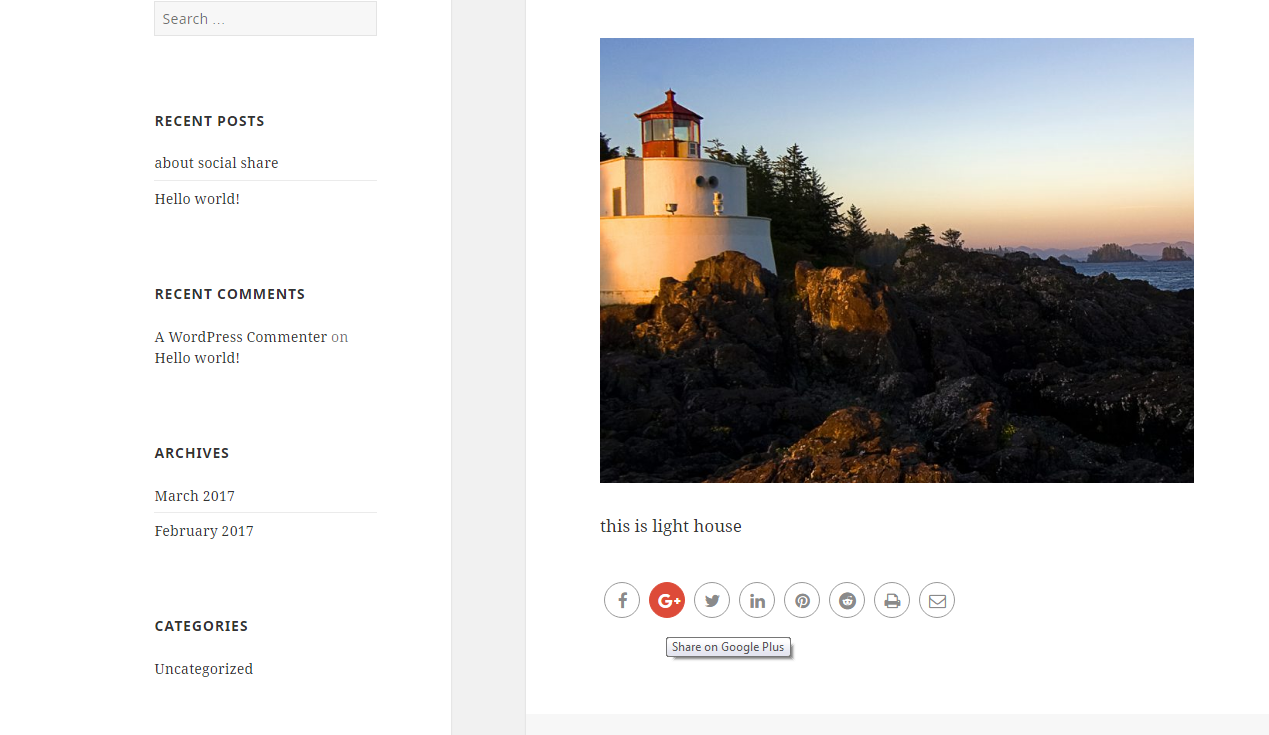 Search ...
RECENT POSTS
about social share
Hello world!
RECENT COMMENTS
A WordPress Commenter on
Hello world!
ARCHIVES
March 2017
February 2017
CATEGORIES
Uncategorized
this is light house
G+
Share on Google Plus